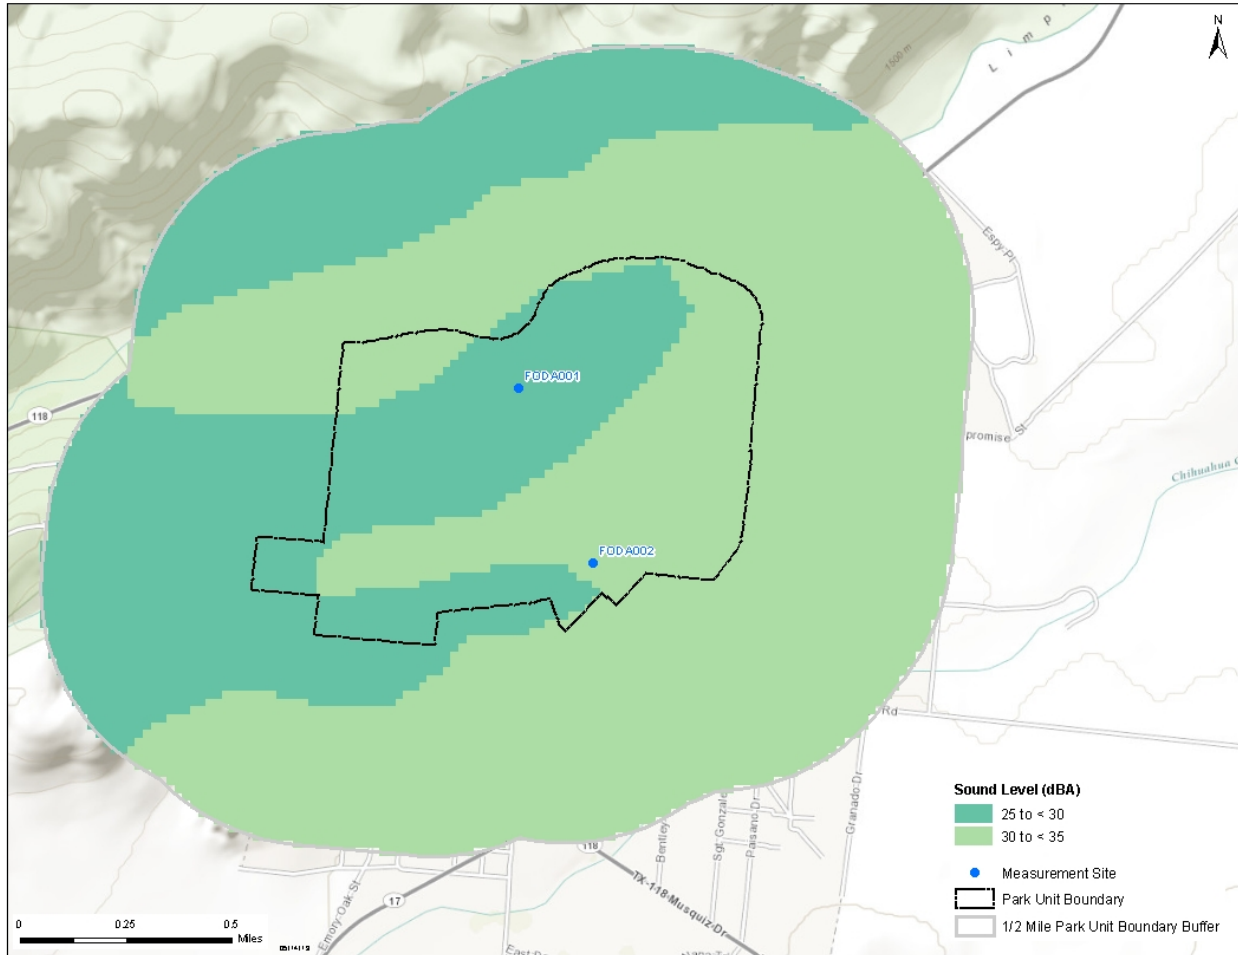 N
Limpi
1500 m
Espy Pl
118
FODA001
promise St
Chihuahua C
FODA002
Rd
Sound Level (dBA)
25 to < 30
30 to < 35
Measurement Site
Park Unit Boundary
1/2 Mile Park Unit Boundary Buffer
Granado Dr
Paisano Dr
Sgt Gonzale
Bentley
118
TX-118 Musquiz Dr
17
Emory Oak St
0 0.25 0.5
Miles